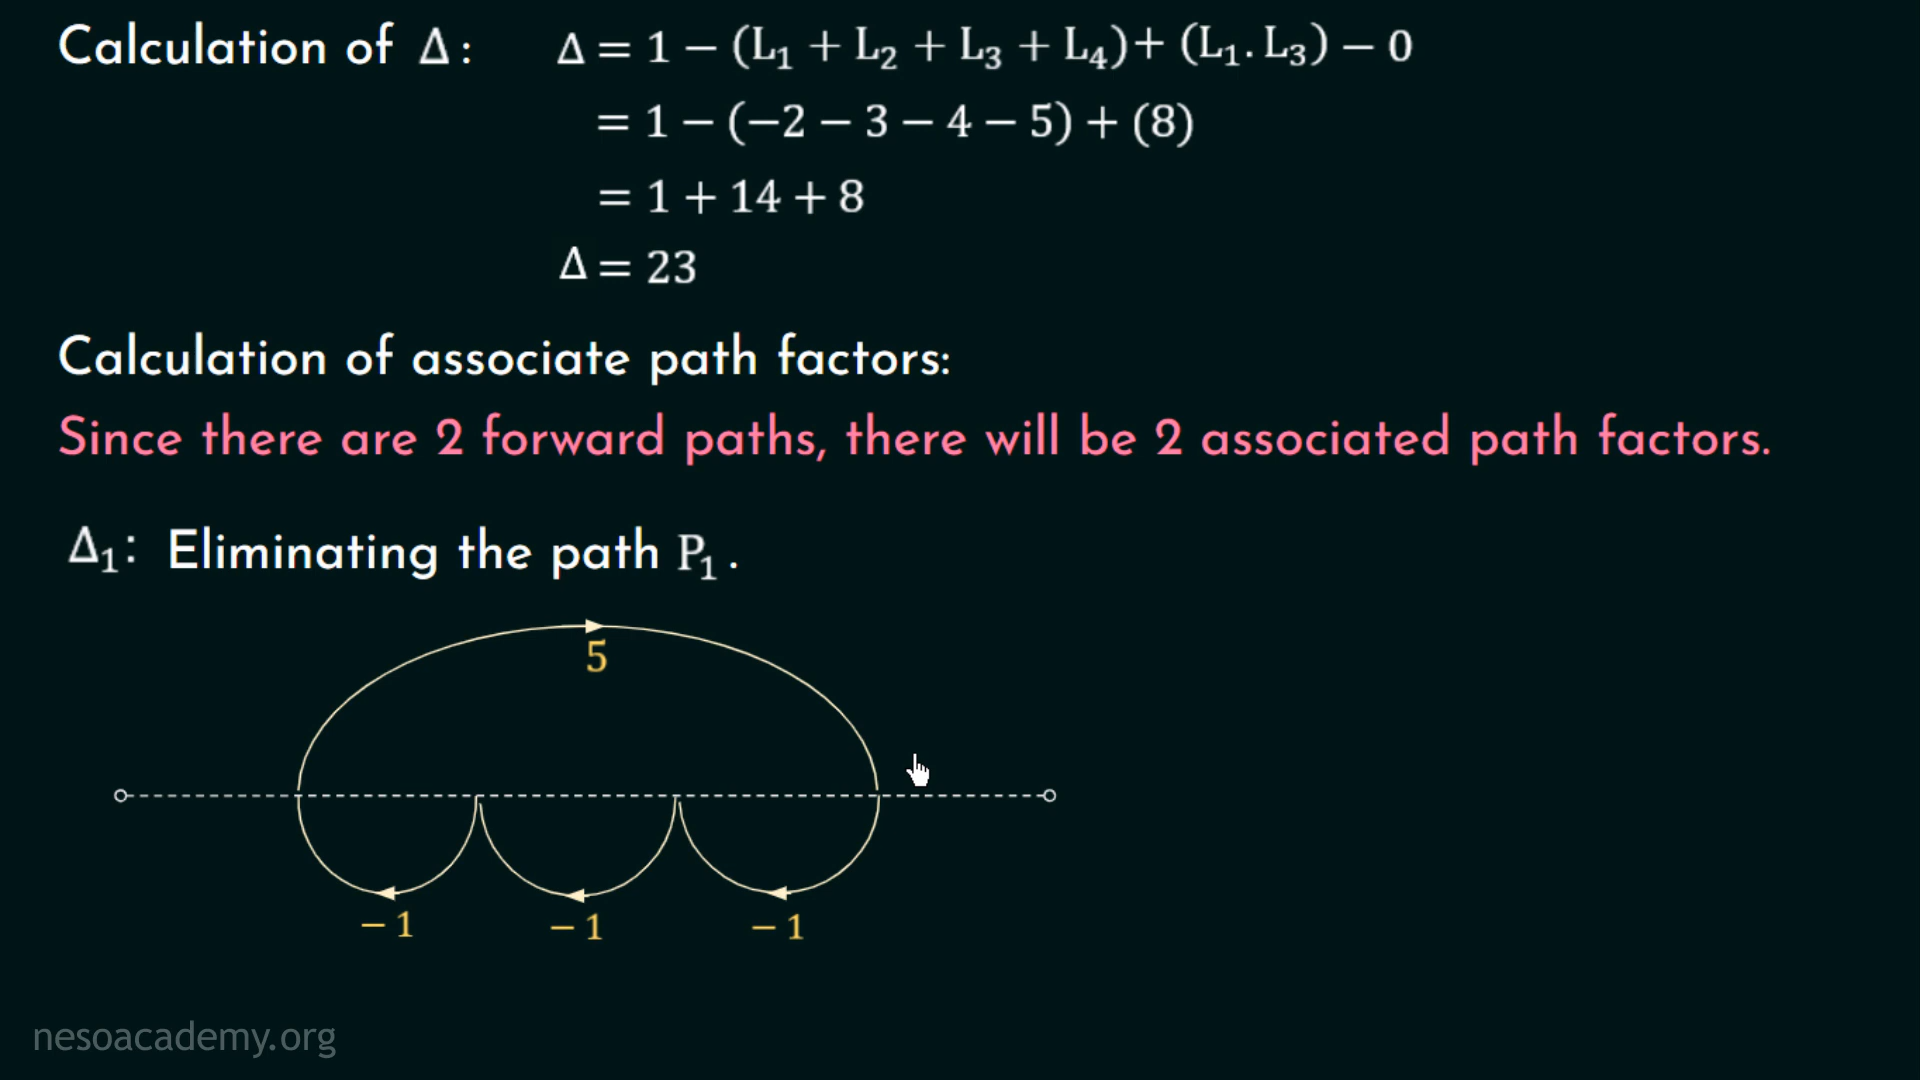 Calculation of Δ : Δ = 1 − (L₁ + L₂ + L₃ + L₄)+ (L₁. L₃) − 0
= 1 − (−2 − 3 − 4 − 5) + (8)
= 1 + 14 + 8
Δ = 23
Calculation of associate path factors:
Since there are 2 forward paths, there will be 2 associated path factors.
Δ₁: Eliminating the path P₁ .
5
− 1 − 1 − 1
nesoacademy.org